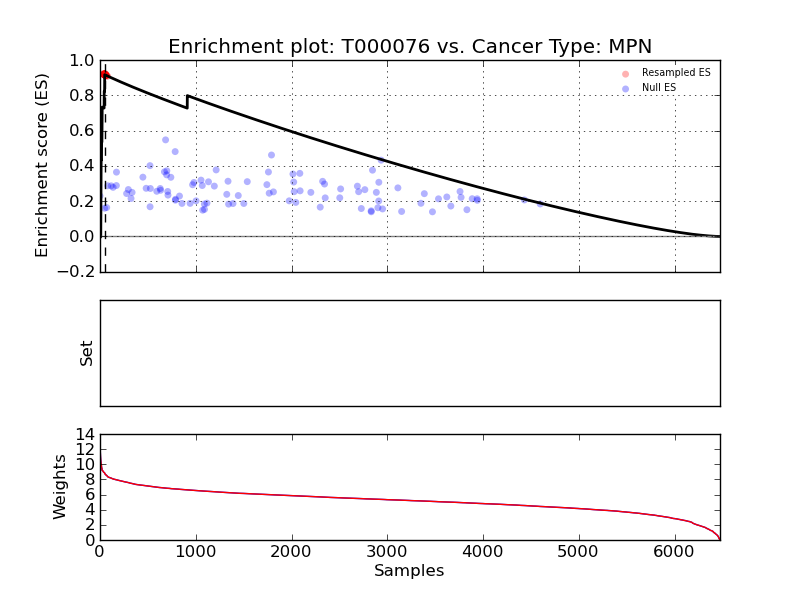 Enrichment plot: T000076 vs. Cancer Type: MPN
1.0
0.8
0.6
0.4
0.2
0.0
−0.2
Enrichment score (ES)
Resampled ES
Null ES
Set
14
12
10
8
6
4
2
0
Weights
0 1000 2000 3000 4000 5000 6000
Samples